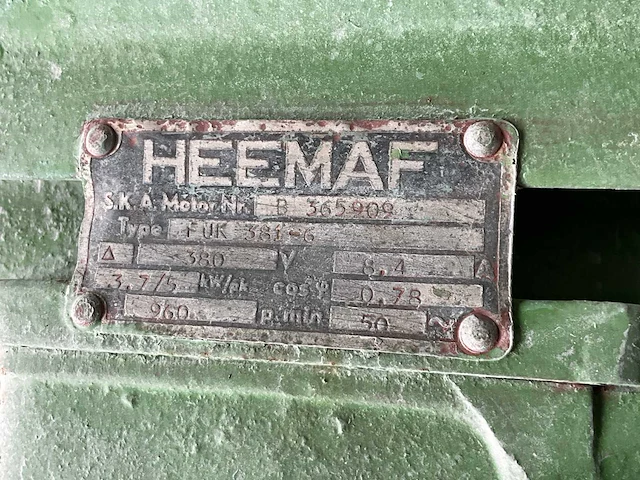 HEEMAF
S.K.A. Motor Nr. B 365909
Type FUK 381-6
Δ 380 V 8,4 A
3,7/5 kW/pk cosφ 0,78
960 p.min. 50 ~